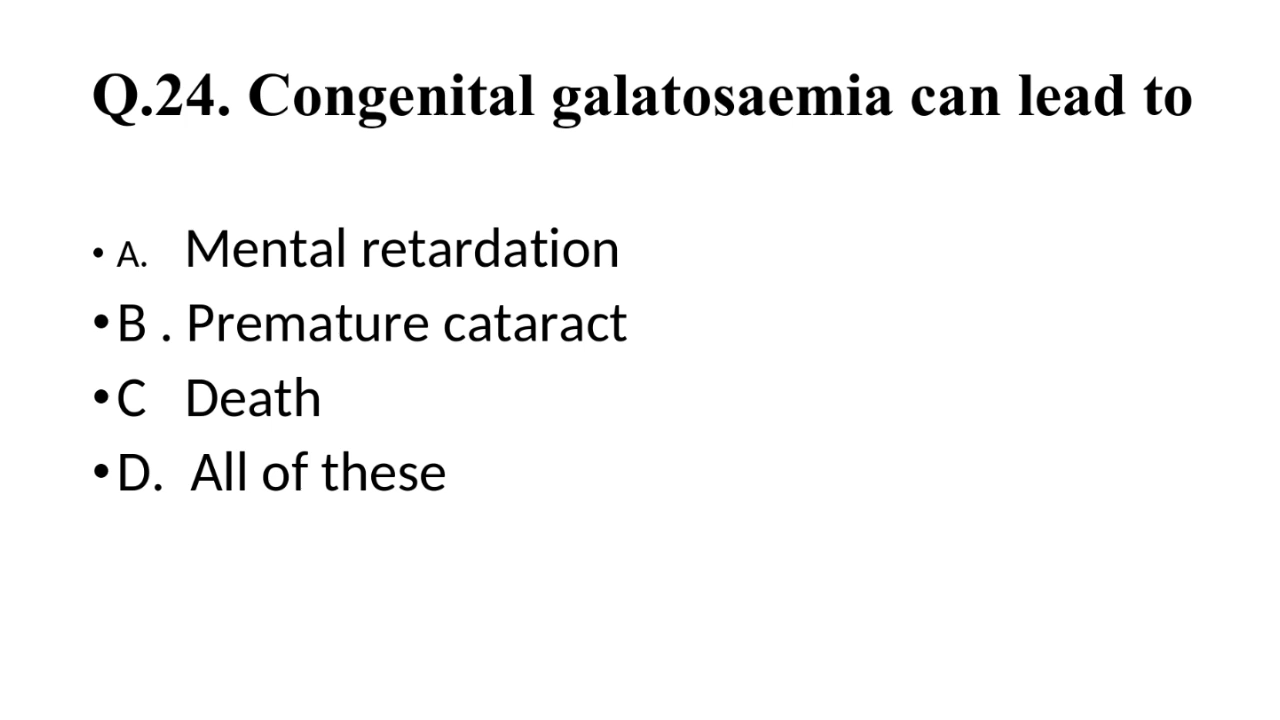 Q.24. Congenital galatosaemia can lead to
• A. Mental retardation
• B . Premature cataract
• C Death
• D. All of these